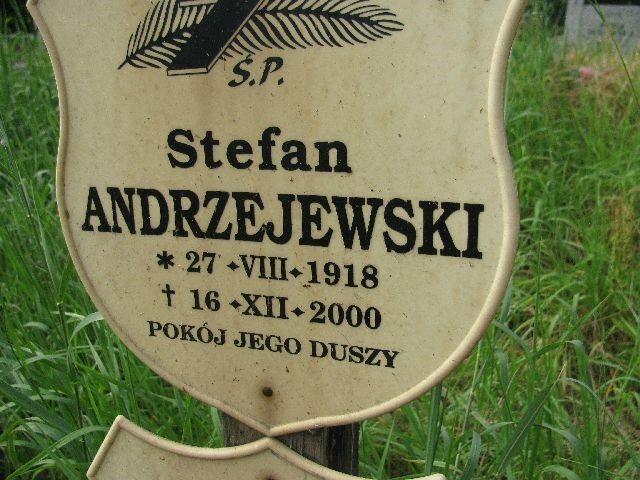 Ś.P.
Stefan
ANDRZEJEWSKI
* 27 ✦ VIII ✦ 1918
† 16 ✦ XII ✦ 2000
POKÓJ JEGO DUSZY